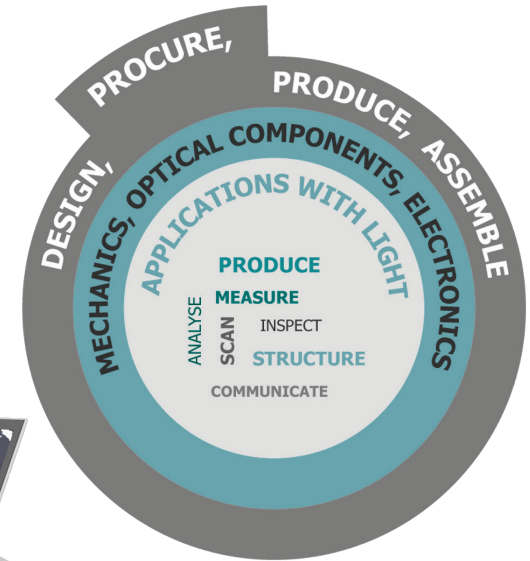 DESIGN, PROCURE, PRODUCE, ASSEMBLE
MECHANICS, OPTICAL COMPONENTS, ELECTRONICS
APPLICATIONS WITH LIGHT
PRODUCE
MEASURE
ANALYSE
SCAN
INSPECT
STRUCTURE
COMMUNICATE